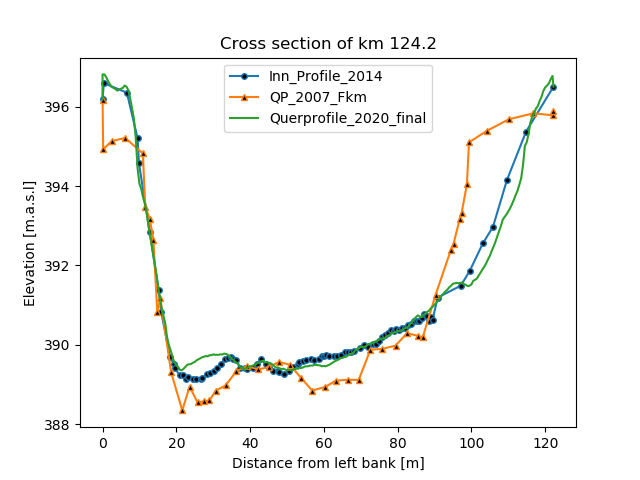 Cross section of km 124.2
Inn_Profile_2014
QP_2007_Fkm
Querprofile_2020_final
Elevation [m.a.s.l]
396
394
392
390
388
0 20 40 60 80 100 120
Distance from left bank [m]